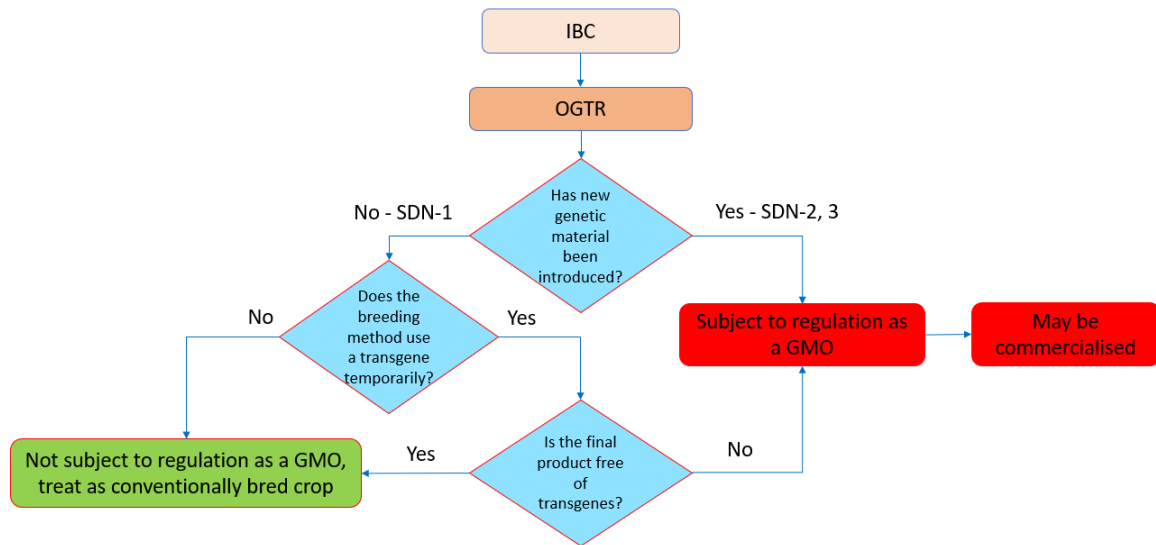 IBC
OGTR
Has new
genetic
material
been
introduced?
No - SDN-1
Yes - SDN-2, 3
Does the
breeding
method use
a transgene
temporarily?
No
Yes
Subject to regulation as
a GMO
May be
commercialised
Is the final
product free
of
transgenes?
Yes
No
Not subject to regulation as a GMO,
treat as conventionally bred crop